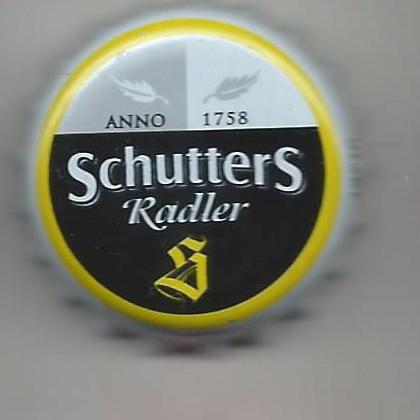 ANNO 1758
SchutterS
Radler
S